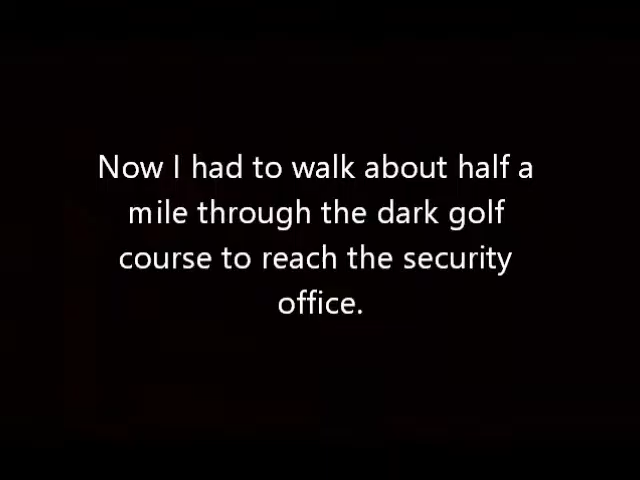 Now I had to walk about half a
mile through the dark golf
course to reach the security
office.